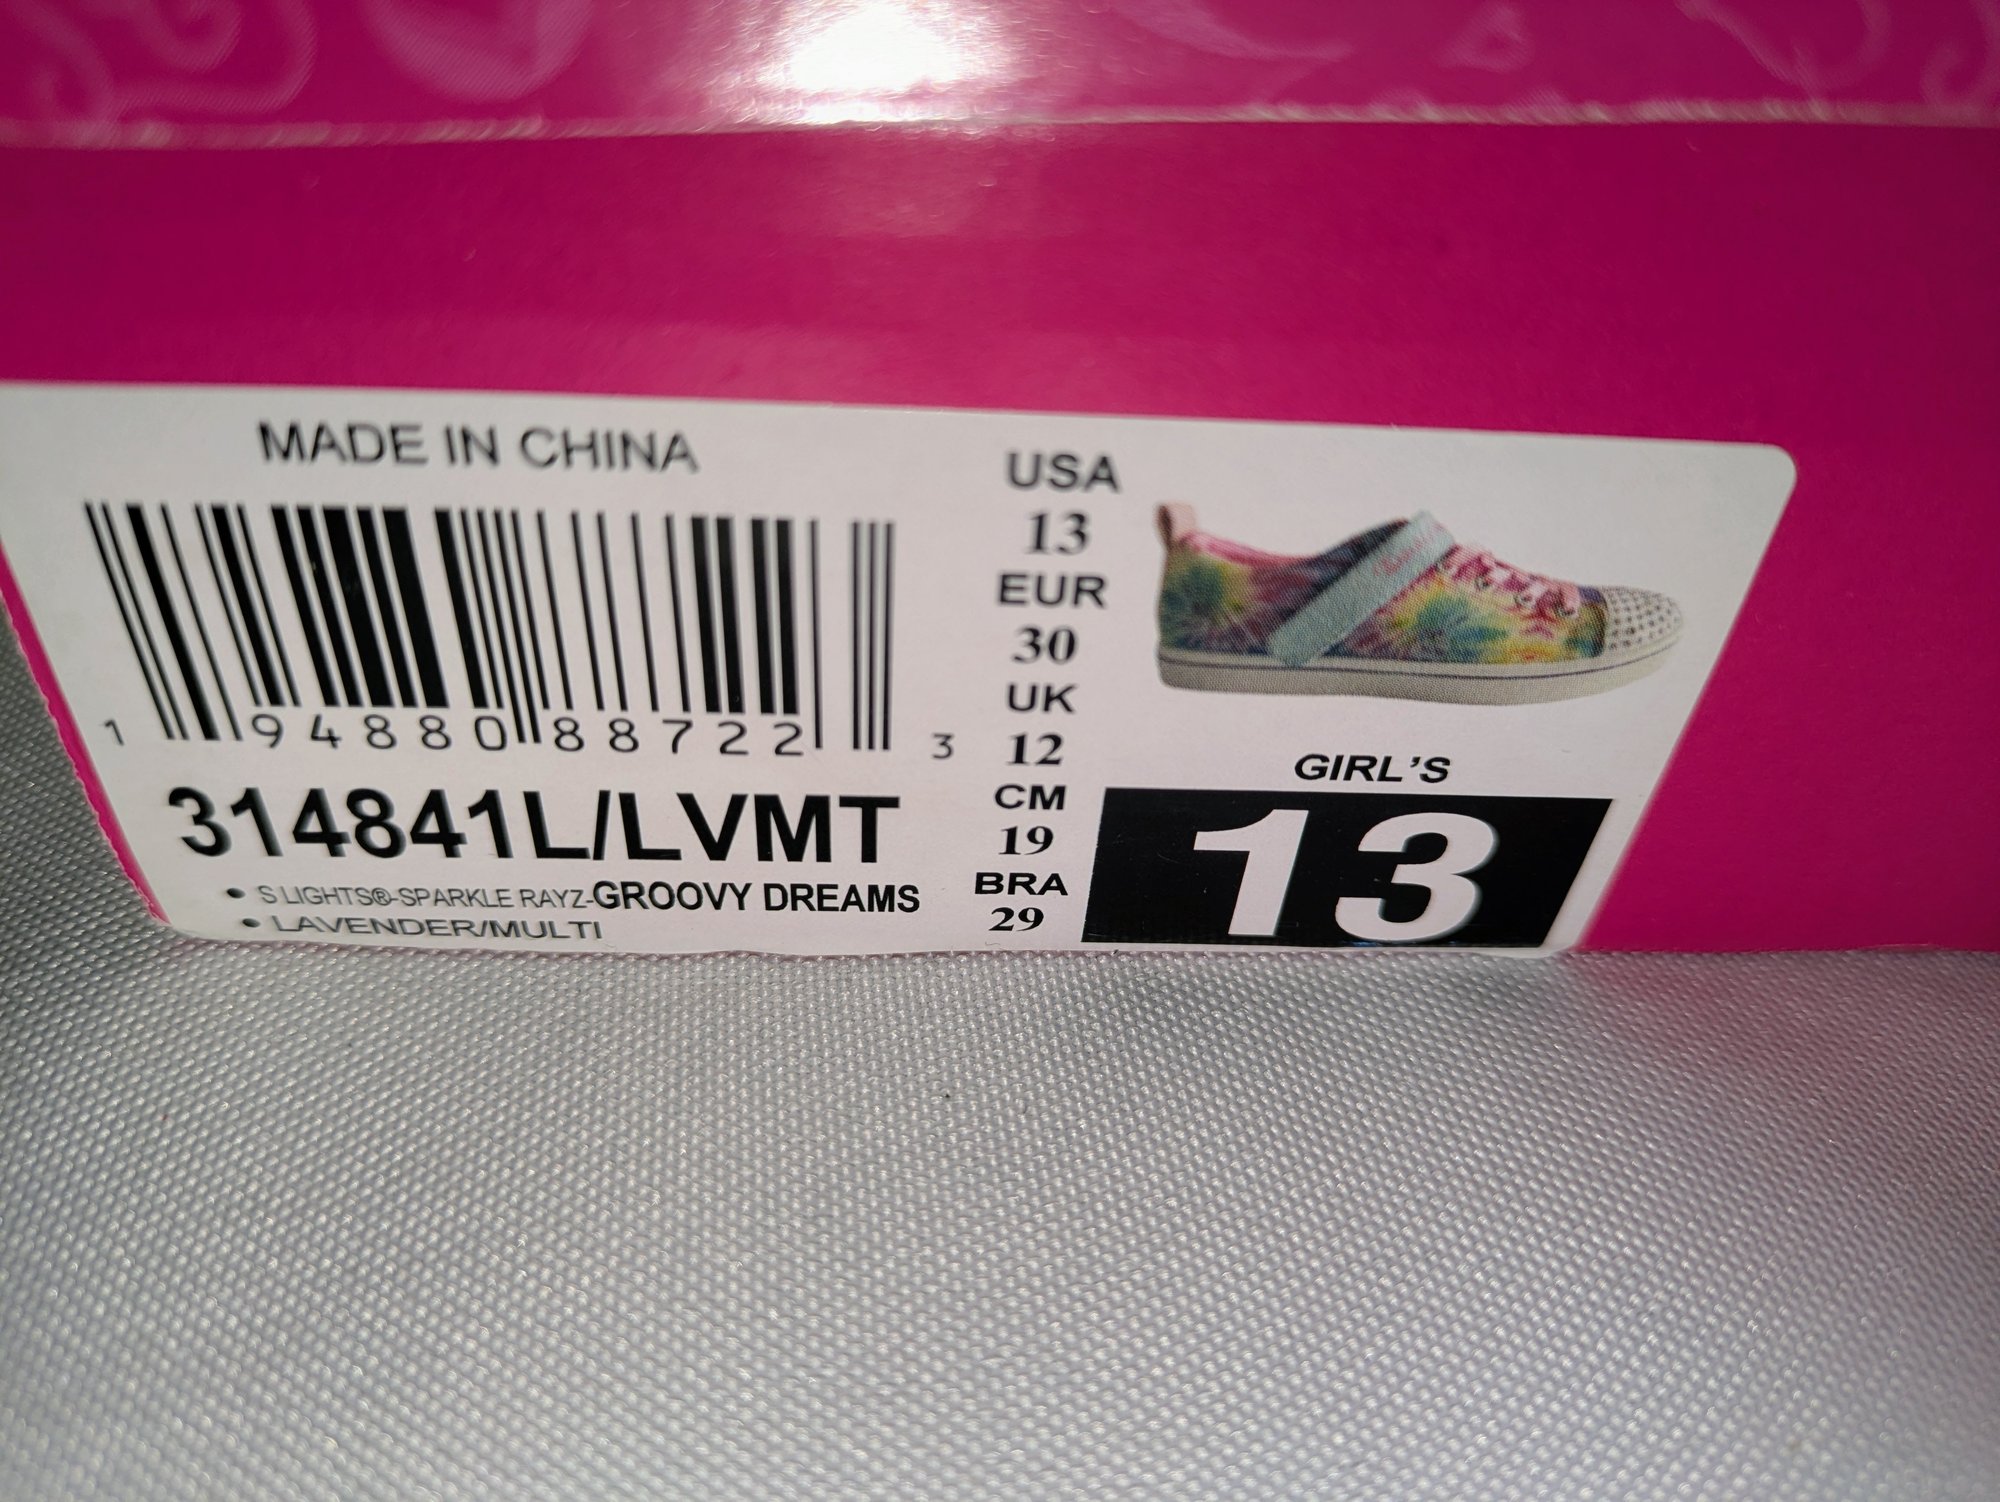 MADE IN CHINA
1 94880 88722 3
314841L/LVMT
• S LIGHTS®-SPARKLE RAYZ-GROOVY DREAMS
• LAVENDER/MULTI
USA
13
EUR
30
UK
12
CM
19
BRA
29
GIRL'S
13